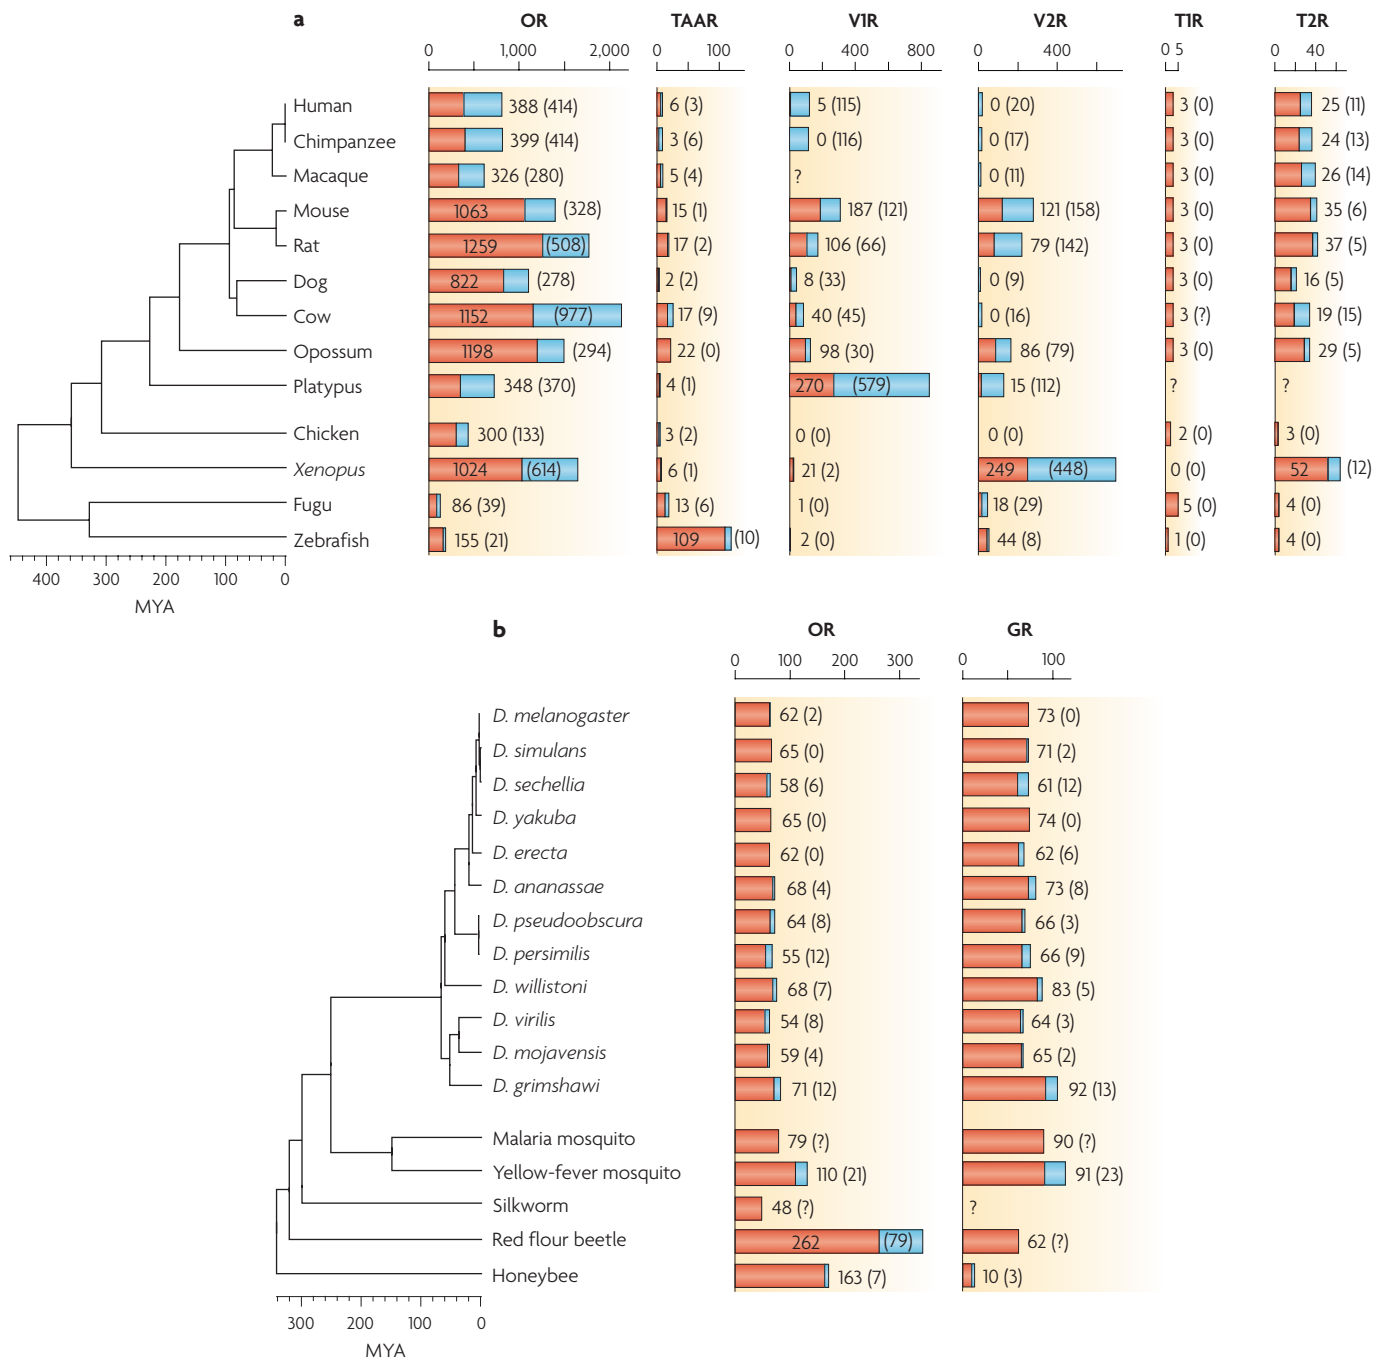 a OR TAAR V1R V2R T1R T2R
0 1,000 2,000 0 100 0 400 800 0 400 0 5 0 40
Human 388 (414) 6 (3) 5 (115) 0 (20) 3 (0) 25 (11)
Chimpanzee 399 (414) 3 (6) 0 (116) 0 (17) 3 (0) 24 (13)
Macaque 326 (280) 5 (4) ? 0 (11) 3 (0) 26 (14)
Mouse 1063 (328) 15 (1) 187 (121) 121 (158) 3 (0) 35 (6)
Rat 1259 (508) 17 (2) 106 (66) 79 (142) 3 (0) 37 (5)
Dog 822 (278) 2 (2) 8 (33) 0 (9) 3 (0) 16 (5)
Cow 1152 (977) 17 (9) 40 (45) 0 (16) 3 (?) 19 (15)
Opossum 1198 (294) 22 (0) 98 (30) 86 (79) 3 (0) 29 (5)
Platypus 348 (370) 4 (1) 270 (579) 15 (112) ? ?
Chicken 300 (133) 3 (2) 0 (0) 0 (0) 2 (0) 3 (0)
Xenopus 1024 (614) 6 (1) 21 (2) 249 (448) 0 (0) 52 (12)
Fugu 86 (39) 13 (6) 1 (0) 18 (29) 5 (0) 4 (0)
Zebrafish 155 (21) 109 (10) 2 (0) 44 (8) 1 (0) 4 (0)
400 300 200 100 0
MYA
b OR GR
0 100 200 300 0 100
D. melanogaster 62 (2) 73 (0)
D. simulans 65 (0) 71 (2)
D. sechellia 58 (6) 61 (12)
D. yakuba 65 (0) 74 (0)
D. erecta 62 (0) 62 (6)
D. ananassae 68 (4) 73 (8)
D. pseudoobscura 64 (8) 66 (3)
D. persimilis 55 (12) 66 (9)
D. willistoni 68 (7) 83 (5)
D. virilis 54 (8) 64 (3)
D. mojavensis 59 (4) 65 (2)
D. grimshawi 71 (12) 92 (13)
Malaria mosquito 79 (?) 90 (?)
Yellow-fever mosquito 110 (21) 91 (23)
Silkworm 48 (?) ?
Red flour beetle 262 (79) 62 (?)
Honeybee 163 (7) 10 (3)
300 200 100 0
MYA